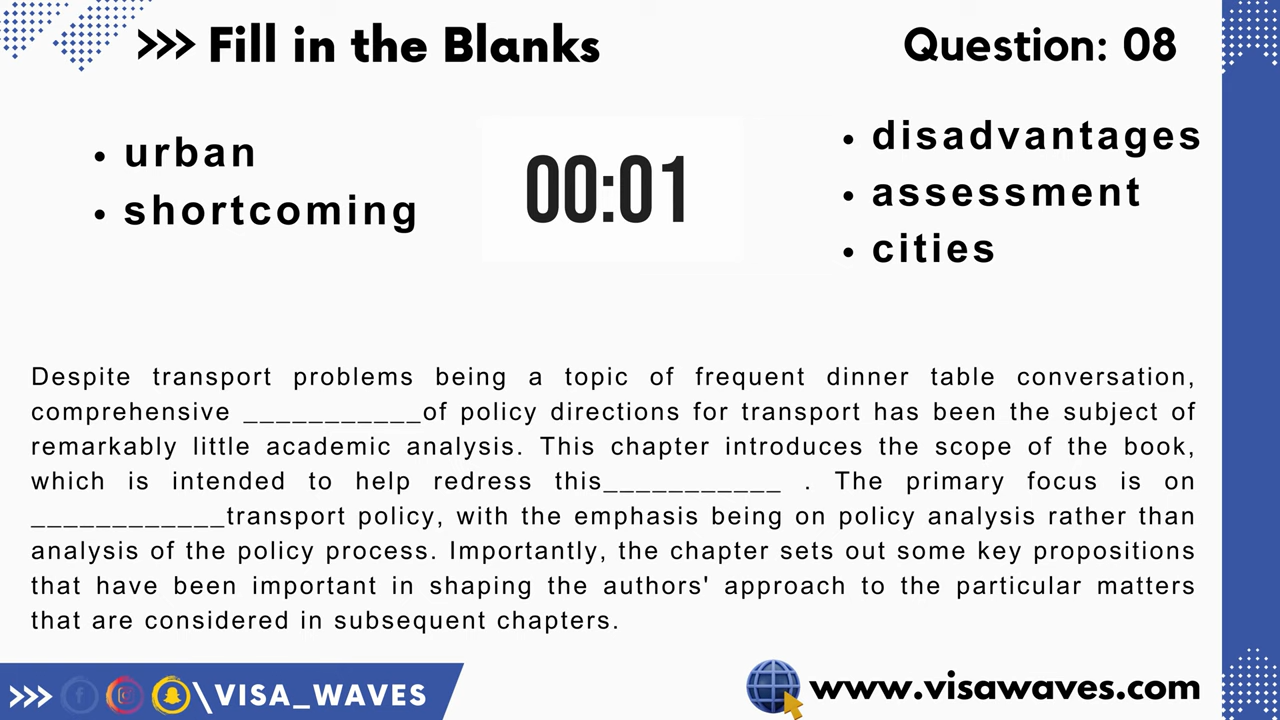 >>> Fill in the Blanks
Question: 08
• urban
• shortcoming
00:01
• disadvantages
• assessment
• cities
Despite transport problems being a topic of frequent dinner table conversation,
comprehensive ___________of policy directions for transport has been the subject of
remarkably little academic analysis. This chapter introduces the scope of the book,
which is intended to help redress this___________ . The primary focus is on
____________transport policy, with the emphasis being on policy analysis rather than
analysis of the policy process. Importantly, the chapter sets out some key propositions
that have been important in shaping the authors' approach to the particular matters
that are considered in subsequent chapters.
>>> \VISA_WAVES
www.visawaves.com